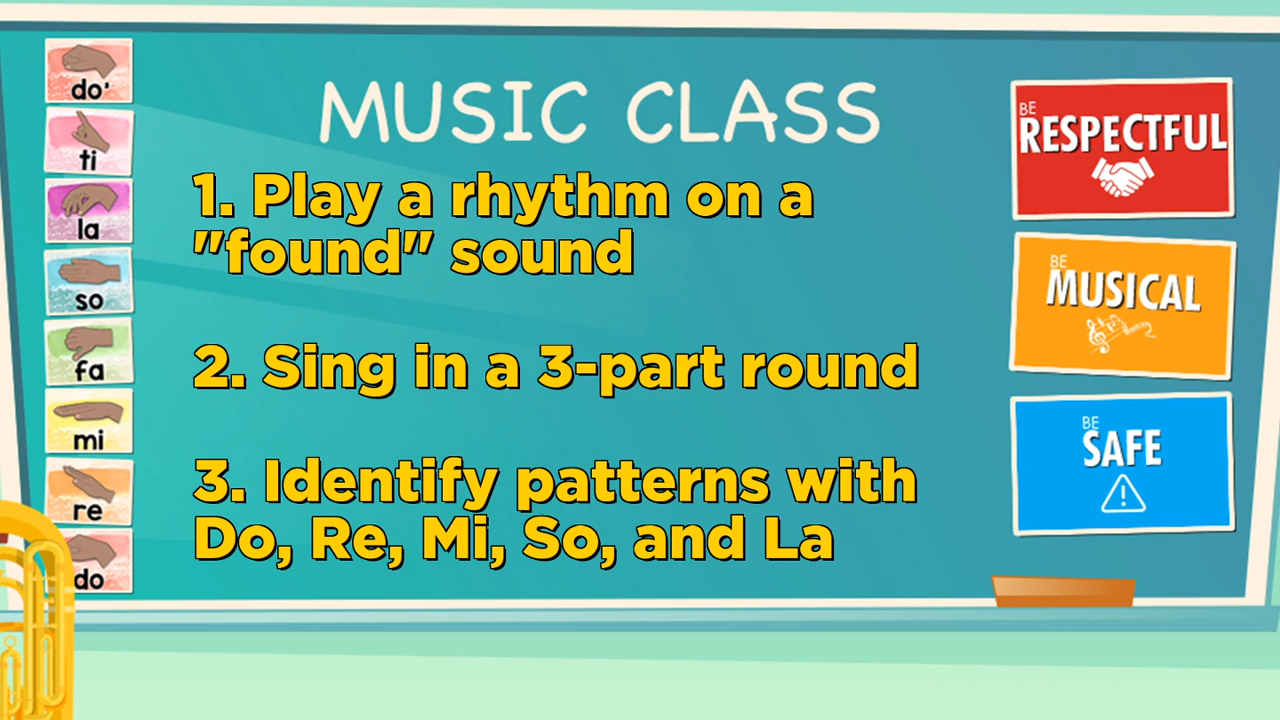 MUSIC CLASS
1. Play a rhythm on a
"found" sound
2. Sing in a 3-part round
3. Identify patterns with
Do, Re, Mi, So, and La
do'
ti
la
so
fa
mi
re
do
BE
RESPECTFUL
BE
MUSICAL
BE
SAFE